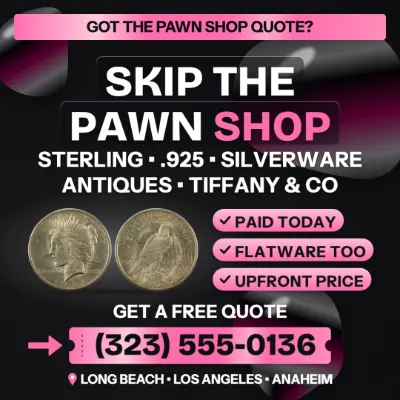 GOT THE PAWN SHOP QUOTE?
SKIP THE
PAWN SHOP
STERLING ▪ .925 ▪ SILVERWARE
ANTIQUES ▪ TIFFANY & CO
✓ PAID TODAY
✓ FLATWARE TOO
✓ UPFRONT PRICE
GET A FREE QUOTE
(323) 555-0136
LONG BEACH ▪ LOS ANGELES ▪ ANAHEIM